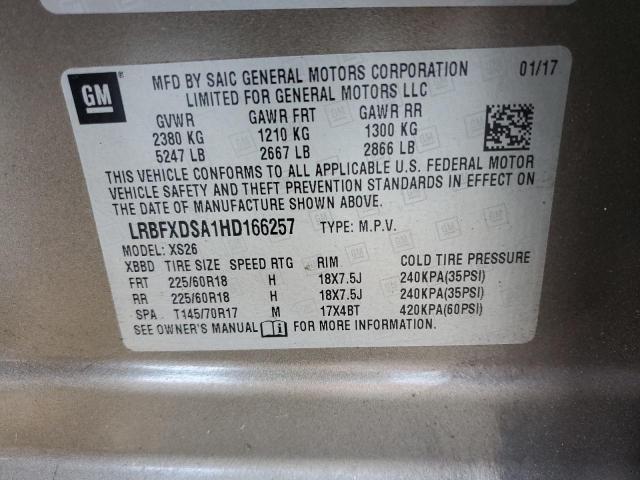 GM
MFD BY SAIC GENERAL MOTORS CORPORATION 01/17
LIMITED FOR GENERAL MOTORS LLC
GVWR GAWR FRT GAWR RR
2380 KG 1210 KG 1300 KG
5247 LB 2667 LB 2866 LB
THIS VEHICLE CONFORMS TO ALL APPLICABLE U.S. FEDERAL MOTOR
VEHICLE SAFETY AND THEFT PREVENTION STANDARDS IN EFFECT ON
THE DATE OF MANUFACTURE SHOWN ABOVE.
LRBFXDSA1HD166257 TYPE: M.P.V.
MODEL: XS26
XBBD TIRE SIZE SPEED RTG RIM COLD TIRE PRESSURE
FRT 225/60R18 H 18X7.5J 240KPA(35PSI)
RR 225/60R18 H 18X7.5J 240KPA(35PSI)
SPA T145/70R17 M 17X4BT 420KPA(60PSI)
SEE OWNER'S MANUAL FOR MORE INFORMATION.